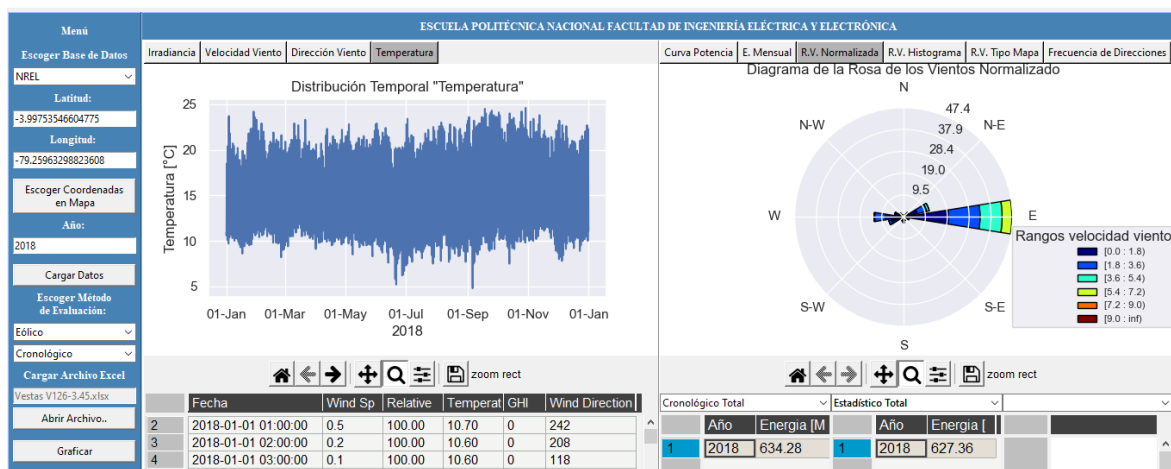 ESCUELA POLITÉCNICA NACIONAL FACULTAD DE INGENIERÍA ELÉCTRICA Y ELECTRÓNICA
Menú
Escoger Base de Datos
NREL
Latitud:
-3.99753546604775
Longitud:
-79.25963298823608
Escoger Coordenadas
en Mapa
Año:
2018
Cargar Datos
Escoger Método
de Evaluación:
Eólico
Cronológico
Cargar Archivo Excel
Vestas V126-3.45.xlsx
Abrir Archivo..
Graficar
Irradiancia Velocidad Viento Dirección Viento Temperatura
Distribución Temporal "Temperatura"
Temperatura [°C]
25
20
15
10
5
01-Jan 01-Mar 01-May 01-Jul 01-Sep 01-Nov 01-Jan
2018
zoom rect
Fecha Wind Sp Relative Temperat GHI Wind Direction
2 2018-01-01 01:00:00 0.5 100.00 10.70 0 242
3 2018-01-01 02:00:00 0.2 100.00 10.60 0 208
4 2018-01-01 03:00:00 0.1 100.00 10.60 0 118
Curva Potencia E. Mensual R.V. Normalizada R.V. Histograma R.V. Tipo Mapa Frecuencia de Direcciones
Diagrama de la Rosa de los Vientos Normalizado
N
N-W
N-E
47.4
37.9
28.4
19.0
9.5
W
E
S-W
S-E
S
Rangos velocidad viento
[0.0 : 1.8)
[1.8 : 3.6)
[3.6 : 5.4)
[5.4 : 7.2)
[7.2 : 9.0)
[9.0 : inf)
zoom rect
Cronológico Total Estadístico Total
Año Energia [M Año Energia [
1 2018 634.28 1 2018 627.36